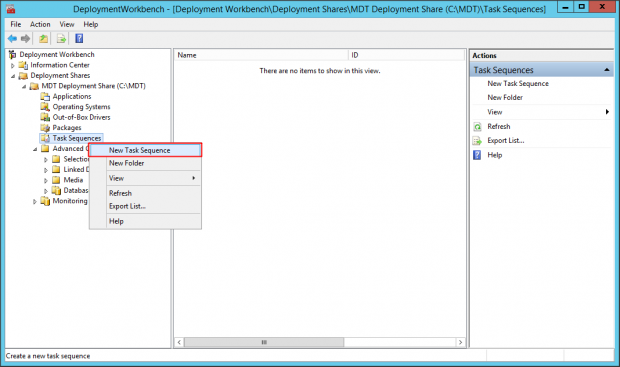 DeploymentWorkbench - [Deployment Workbench\Deployment Shares\MDT Deployment Share (C:\MDT)\Task Sequences]
File Action View Help
Deployment Workbench
Information Center
Deployment Shares
MDT Deployment Share (C:\MDT)
Applications
Operating Systems
Out-of-Box Drivers
Packages
Task Sequences
Advanced C
Selectio
Linked D
Media
Databas
Monitoring
New Task Sequence
New Folder
View
Refresh
Export List...
Help
Name ID
There are no items to show in this view.
Actions
Task Sequences
New Task Sequence
New Folder
View
Refresh
Export List...
Help
Create a new task sequence